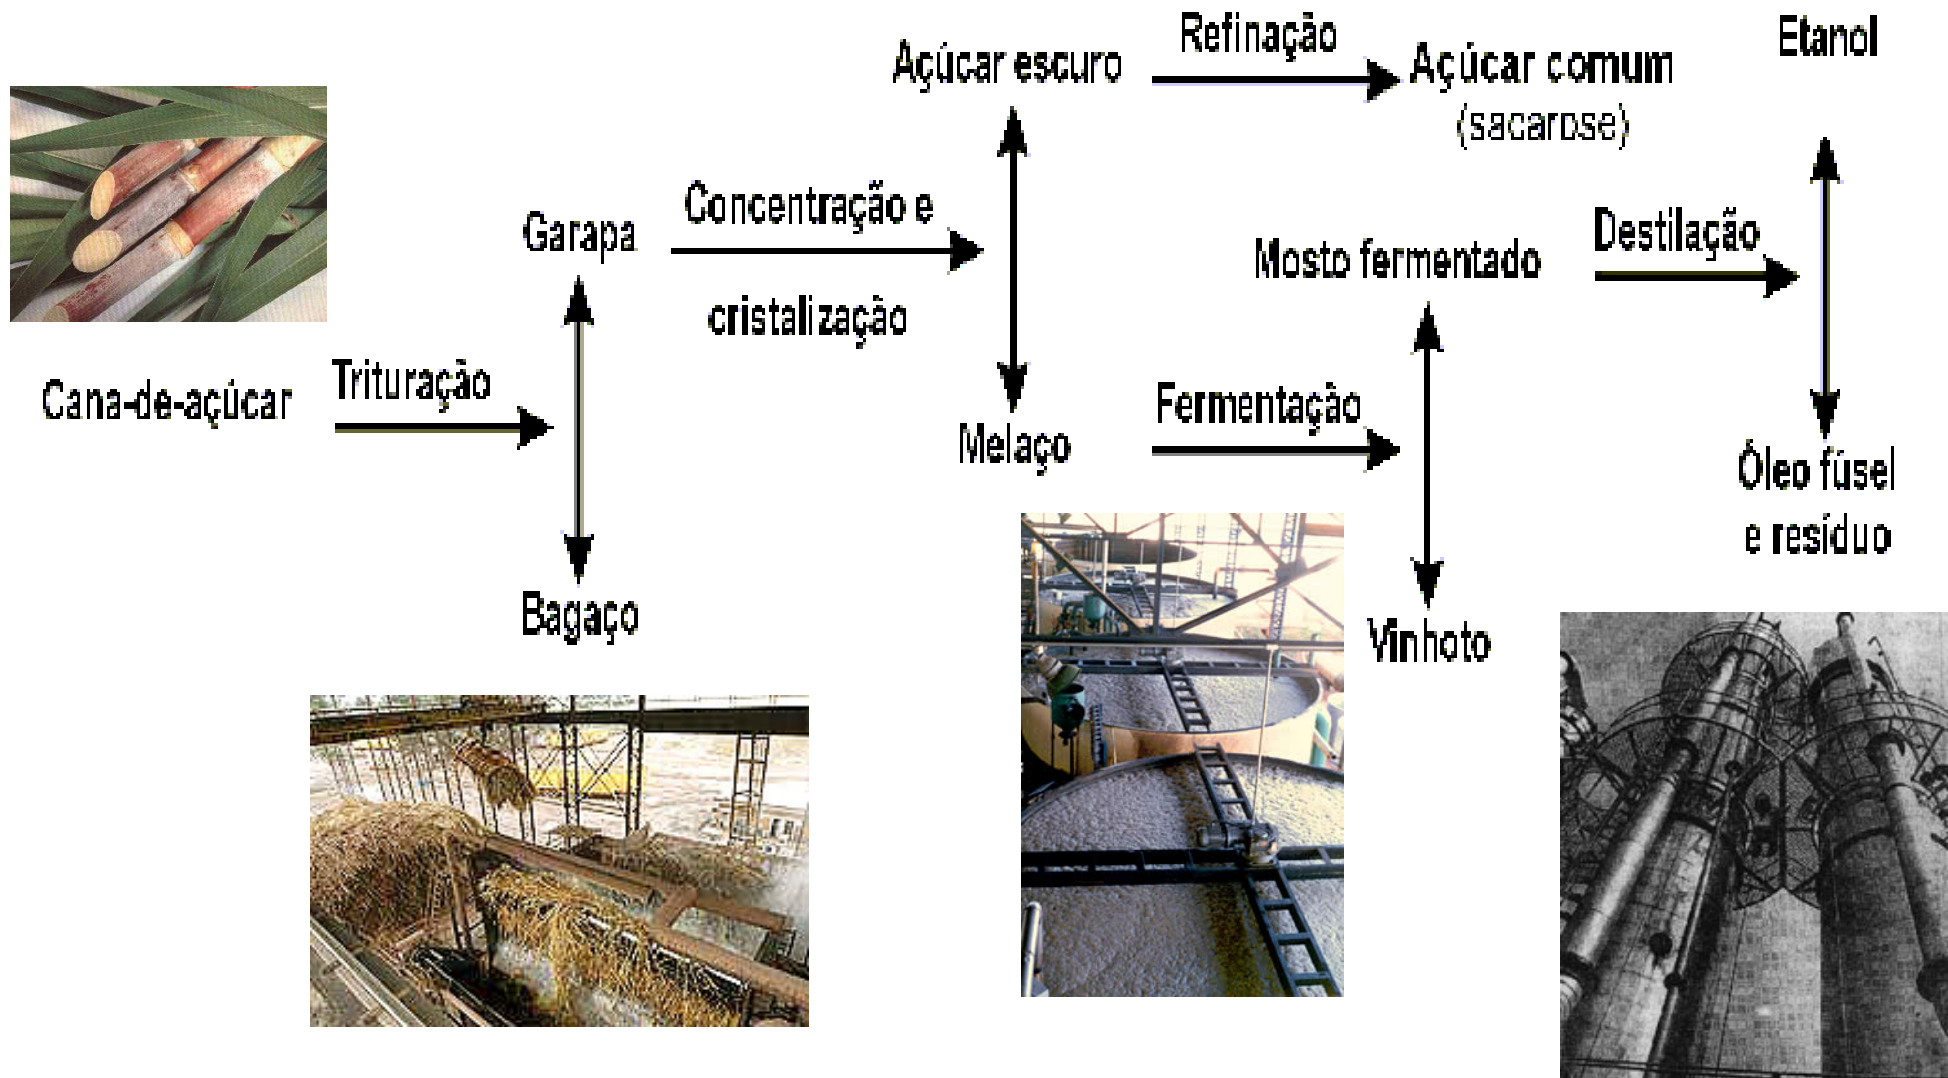 Cana-de-açúcar
Trituração
Garapa
Bagaço
Concentração e
cristalização
Açúcar escuro
Melaço
Refinação
Açúcar comum
(sacarose)
Fermentação
Mosto fermentado
Vinhoto
Destilação
Etanol
Óleo fúsel
e resíduo